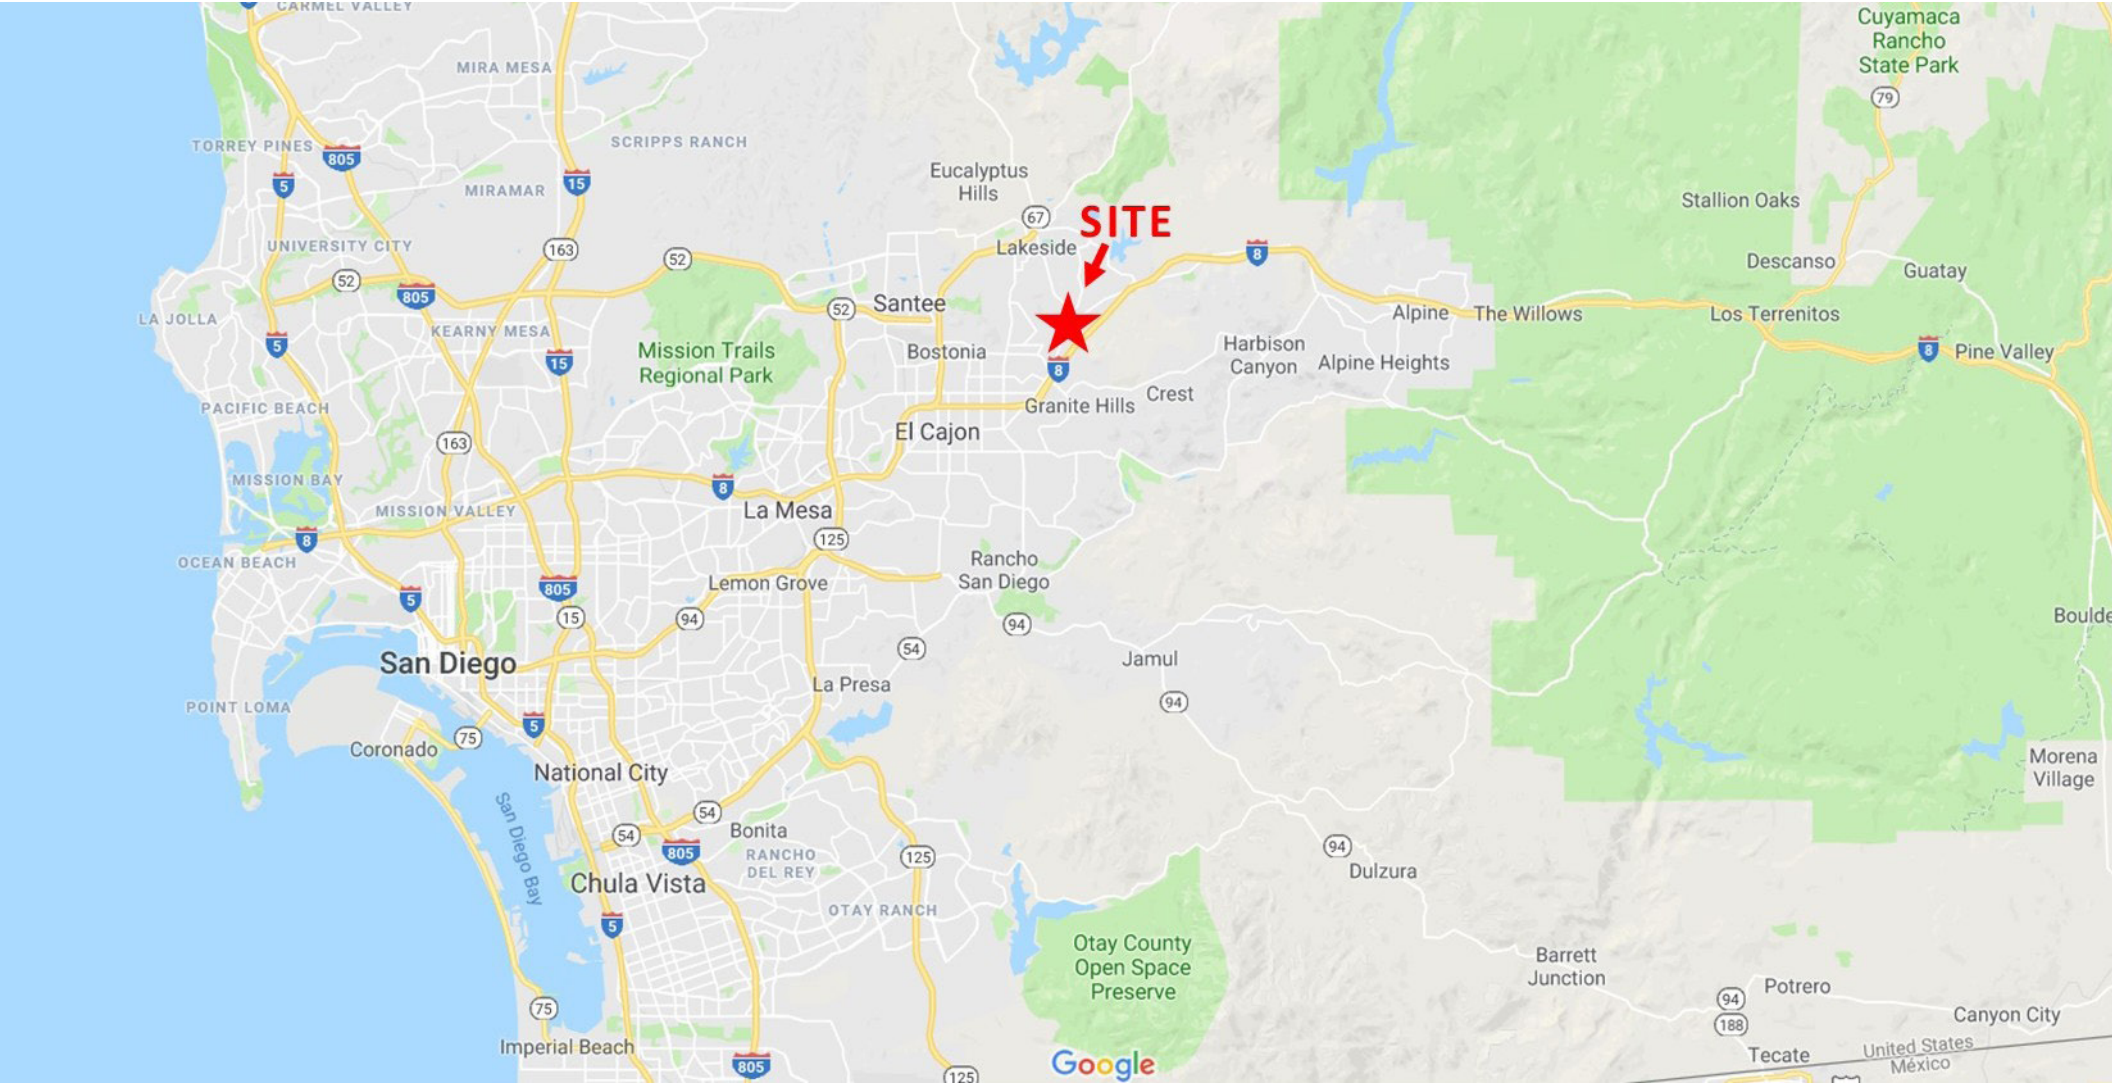 CARMEL VALLEY
Cuyamaca
Rancho
State Park
MIRA MESA
79
SCRIPPS RANCH
TORREY PINES
805
5
15
MIRAMAR
Eucalyptus
Hills
Stallion Oaks
67
SITE
UNIVERSITY CITY
163
52
Lakeside
8
Descanso
Guatay
52
805
Santee
52
LA JOLLA
KEARNY MESA
Alpine
The Willows
Los Terrenitos
5
15
Mission Trails
Regional Park
Bostonia
8
Harbison
Canyon
Alpine Heights
8
Pine Valley
PACIFIC BEACH
Granite Hills
Crest
El Cajon
163
MISSION BAY
8
MISSION VALLEY
La Mesa
8
125
OCEAN BEACH
Rancho
San Diego
805
Lemon Grove
5
15
94
94
Boulde
54
San Diego
Jamul
La Presa
94
POINT LOMA
5
75
Coronado
National City
Morena
Village
San Diego Bay
54
54
Bonita
805
RANCHO
DEL REY
125
94
Dulzura
Chula Vista
OTAY RANCH
5
Otay County
Open Space
Preserve
Barrett
Junction
Potrero
94
188
75
Canyon City
Imperial Beach
805
Google
125
Tecate
United States
México